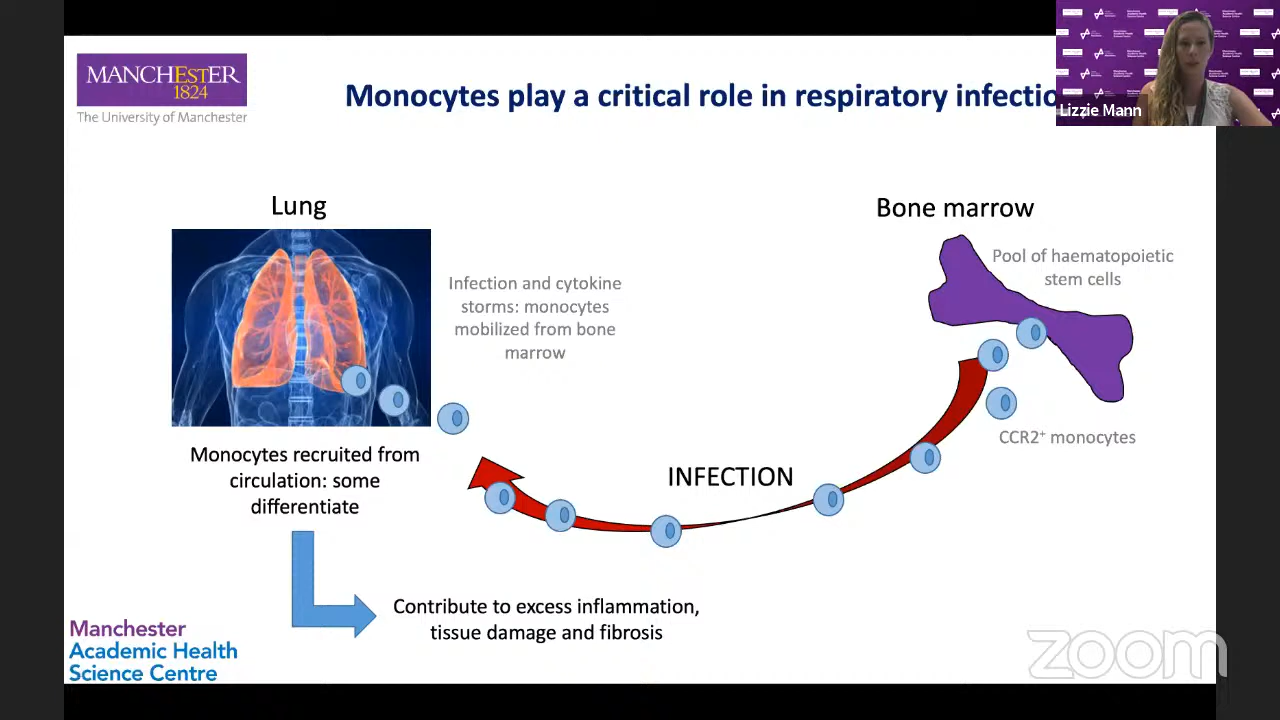 MANCHESTER
1824
The University of Manchester
Monocytes play a critical role in respiratory infectio
Lizzie Mann
Lung
Bone marrow
Infection and cytokine
storms: monocytes
mobilized from bone
marrow
Pool of haematopoietic
stem cells
CCR2⁺ monocytes
Monocytes recruited from
circulation: some
differentiate
INFECTION
Contribute to excess inflammation,
tissue damage and fibrosis
Manchester
Academic Health
Science Centre
zoom